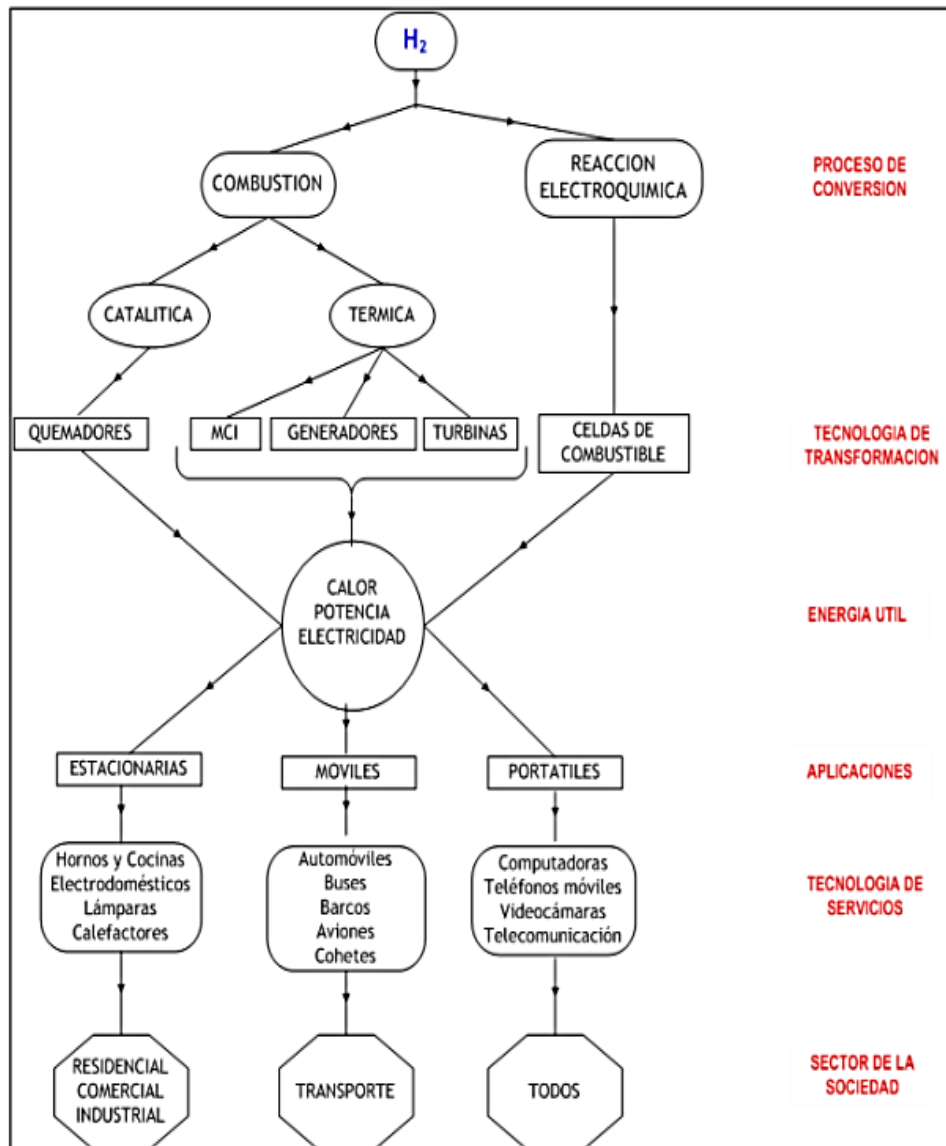 H₂
COMBUSTION
REACCION
ELECTROQUIMICA
PROCESO DE
CONVERSION
CATALITICA
TERMICA
QUEMADORES
MCI
GENERADORES
TURBINAS
CELDAS DE
COMBUSTIBLE
TECNOLOGIA DE
TRANSFORMACION
CALOR
POTENCIA
ELECTRICIDAD
ENERGIA UTIL
ESTACIONARIAS
MOVILES
PORTATILES
APLICACIONES
Hornos y Cocinas
Electrodomésticos
Lámparas
Calefactores
Automóviles
Buses
Barcos
Aviones
Cohetes
Computadoras
Teléfonos móviles
Videocámaras
Telecomunicación
TECNOLOGIA DE
SERVICIOS
RESIDENCIAL
COMERCIAL
INDUSTRIAL
TRANSPORTE
TODOS
SECTOR DE LA
SOCIEDAD